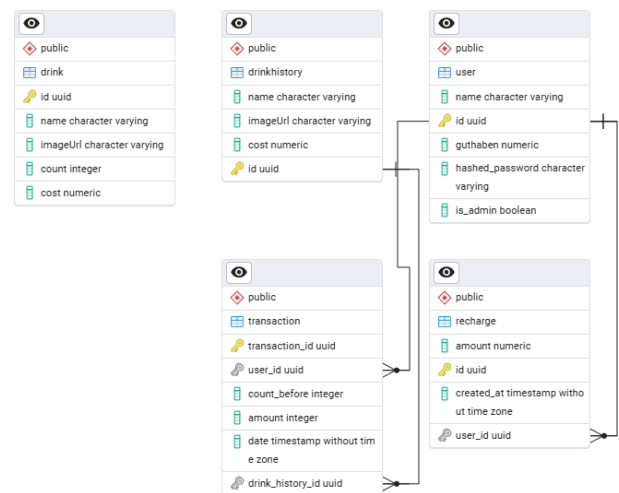 public
drink
id uuid
name character varying
imageUrl character varying
count integer
cost numeric
public
drinkhistory
name character varying
imageUrl character varying
cost numeric
id uuid
public
user
name character varying
id uuid
guthaben numeric
hashed_password character
varying
is_admin boolean
public
transaction
transaction_id uuid
user_id uuid
count_before integer
amount integer
date timestamp without tim
e zone
drink_history_id uuid
public
recharge
amount numeric
id uuid
created_at timestamp witho
ut time zone
user_id uuid